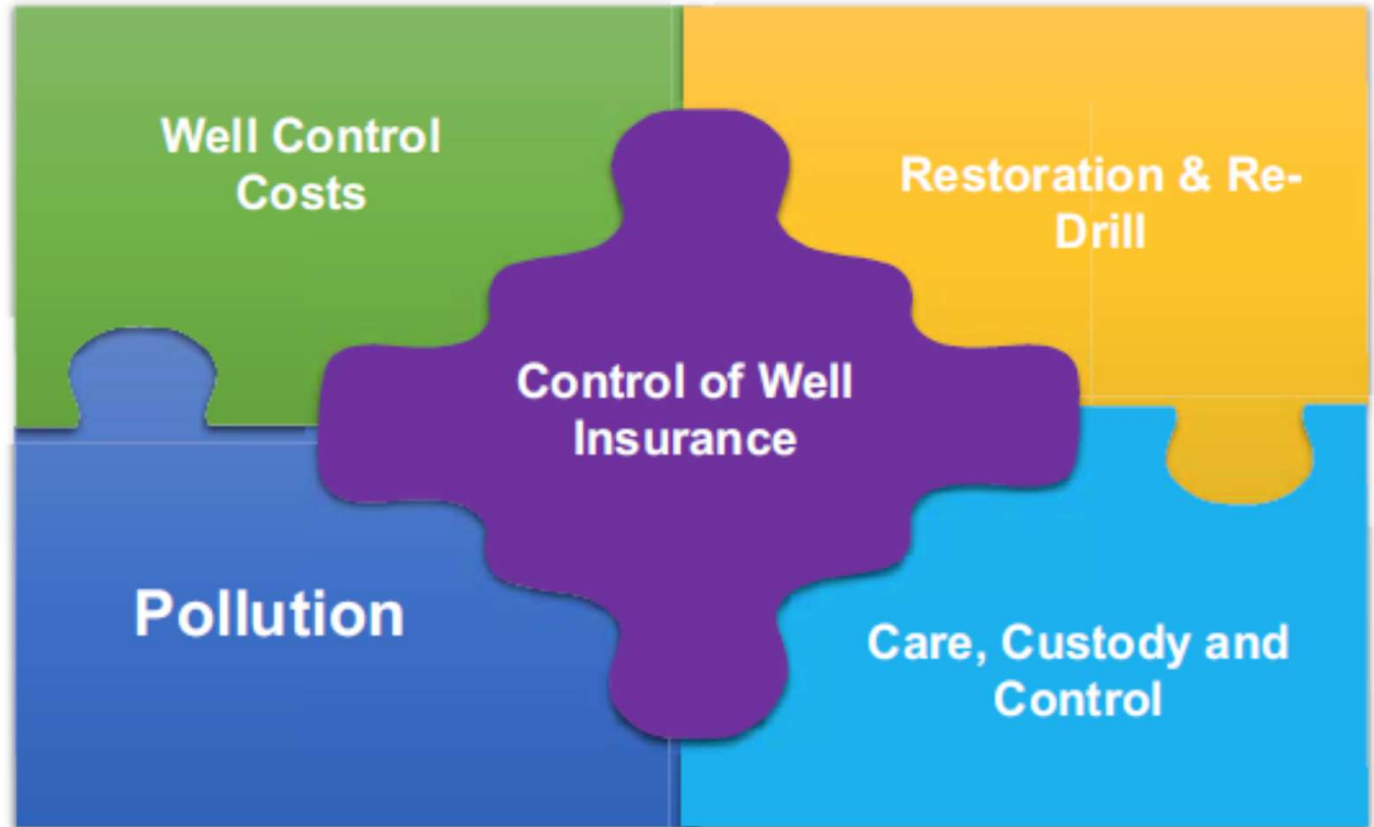 Well Control
Costs
Restoration & Re-
Drill
Control of Well
Insurance
Pollution
Care, Custody and
Control